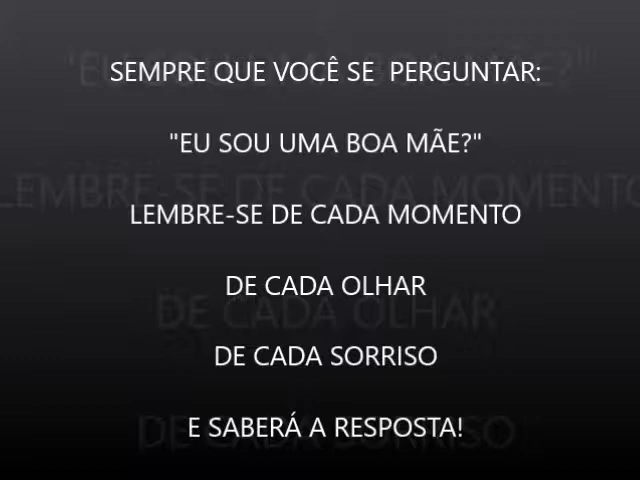 SEMPRE QUE VOCÊ SE PERGUNTAR:
"EU SOU UMA BOA MÃE?"
LEMBRE-SE DE CADA MOMENTO
DE CADA OLHAR
DE CADA SORRISO
E SABERÁ A RESPOSTA!